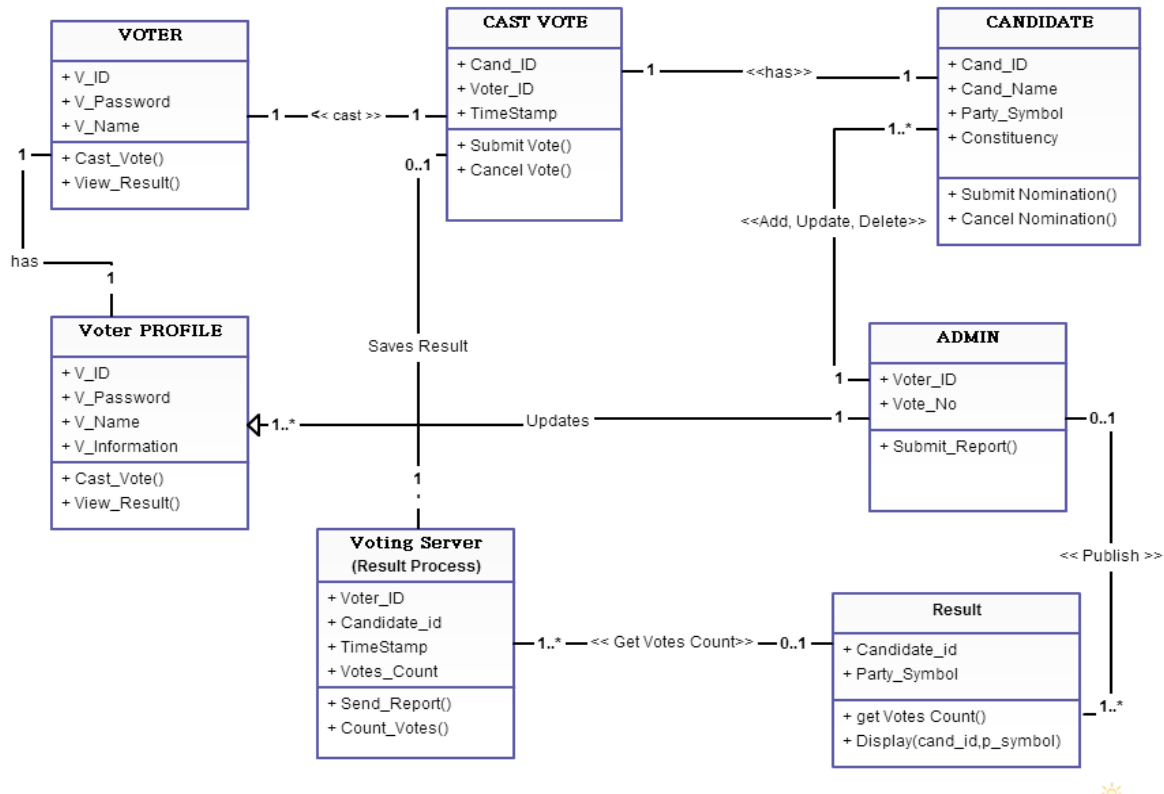 VOTER
+ V_ID
+ V_Password
+ V_Name
+ Cast_Vote()
+ View_Result()
CAST VOTE
+ Cand_ID
+ Voter_ID
+ TimeStamp
+ Submit Vote()
+ Cancel Vote()
CANDIDATE
+ Cand_ID
+ Cand_Name
+ Party_Symbol
+ Constituency
+ Submit Nomination()
+ Cancel Nomination()
1 << cast >> 1
1 <<has>> 1
1
has
1
0..1
Saves Result
1
1..*
<<Add, Update, Delete>>
1
Voter PROFILE
+ V_ID
+ V_Password
+ V_Name
+ V_Information
+ Cast_Vote()
+ View_Result()
1..* Updates 1
ADMIN
+ Voter_ID
+ Vote_No
+ Submit_Report()
0..1
<< Publish >>
1..*
Voting Server
(Result Process)
+ Voter_ID
+ Candidate_id
+ TimeStamp
+ Votes_Count
+ Send_Report()
+ Count_Votes()
1..* << Get Votes Count>> 0..1
Result
+ Candidate_id
+ Party_Symbol
+ get Votes Count()
+ Display(cand_id,p_symbol)